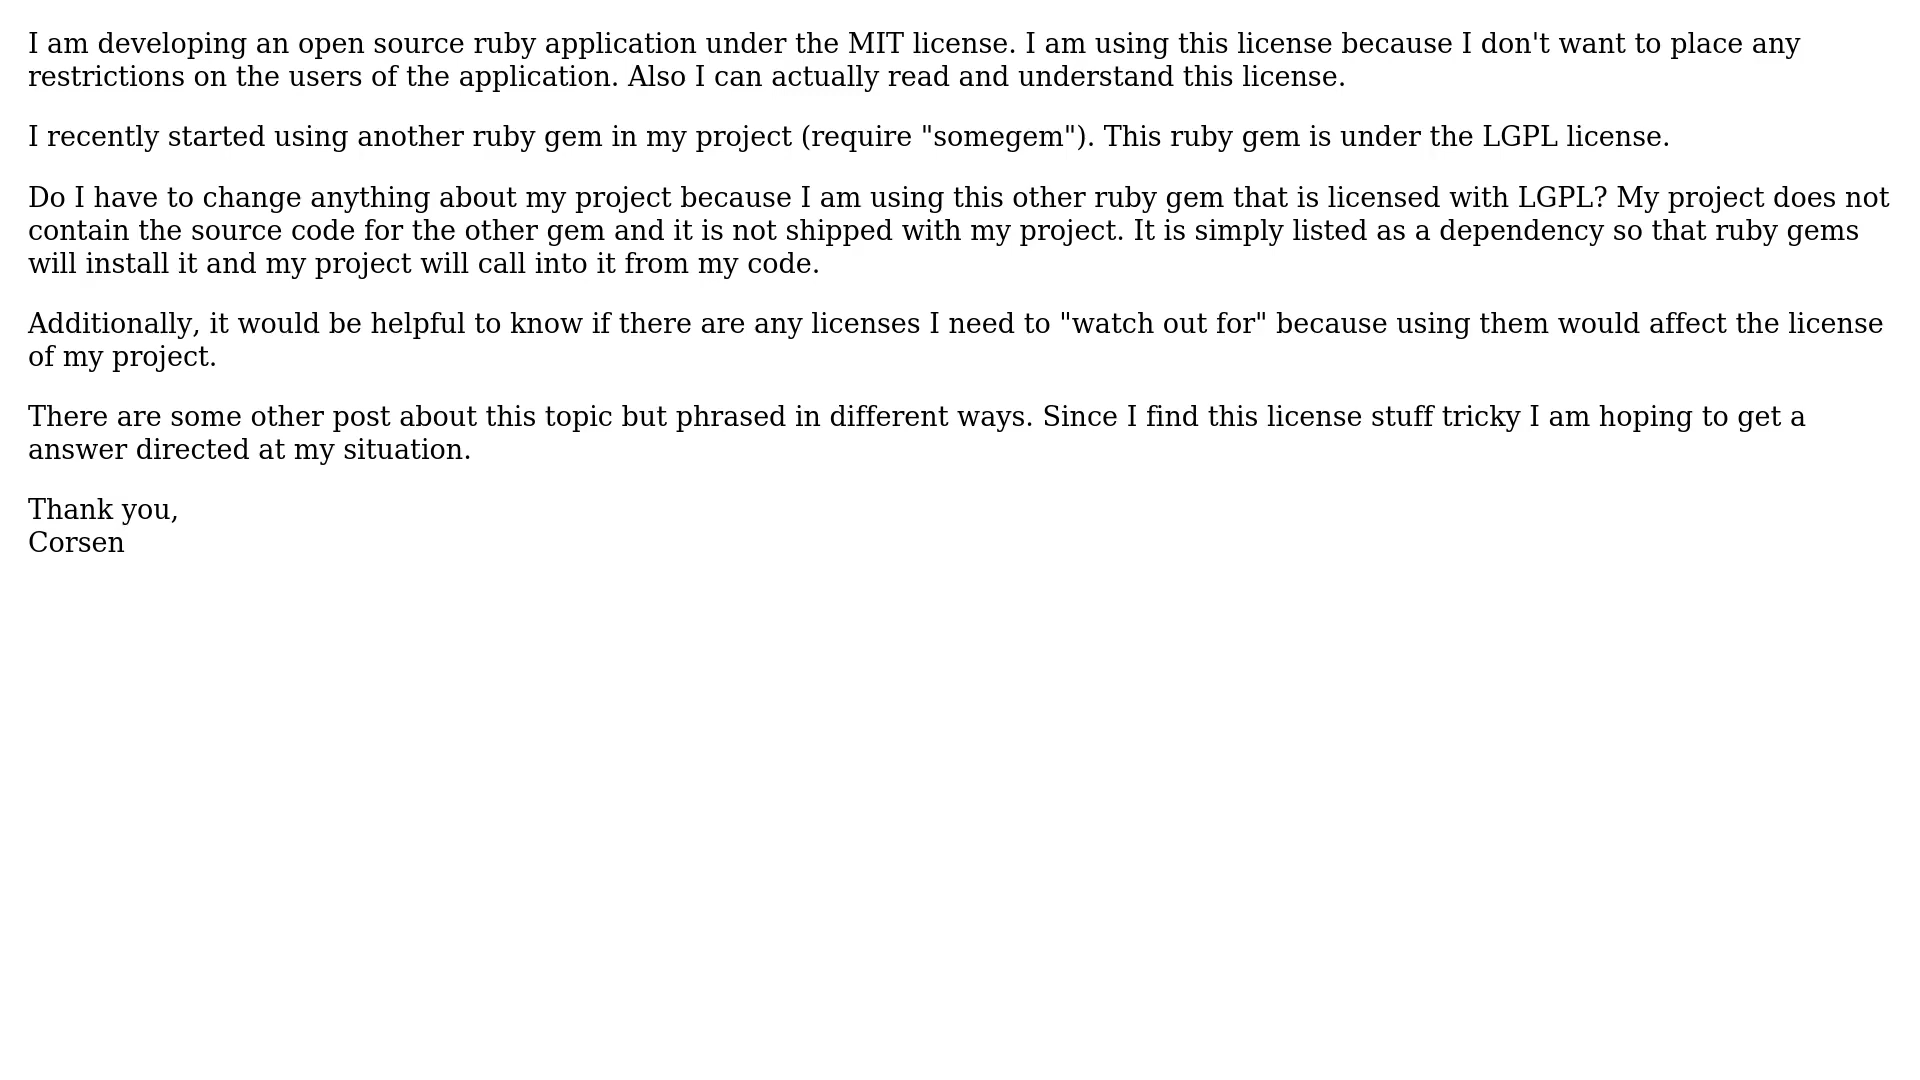 I am developing an open source ruby application under the MIT license. I am using this license because I don't want to place any
restrictions on the users of the application. Also I can actually read and understand this license.
I recently started using another ruby gem in my project (require "somegem"). This ruby gem is under the LGPL license.
Do I have to change anything about my project because I am using this other ruby gem that is licensed with LGPL? My project does not
contain the source code for the other gem and it is not shipped with my project. It is simply listed as a dependency so that ruby gems
will install it and my project will call into it from my code.
Additionally, it would be helpful to know if there are any licenses I need to "watch out for" because using them would affect the license
of my project.
There are some other post about this topic but phrased in different ways. Since I find this license stuff tricky I am hoping to get a
answer directed at my situation.
Thank you,
Corsen